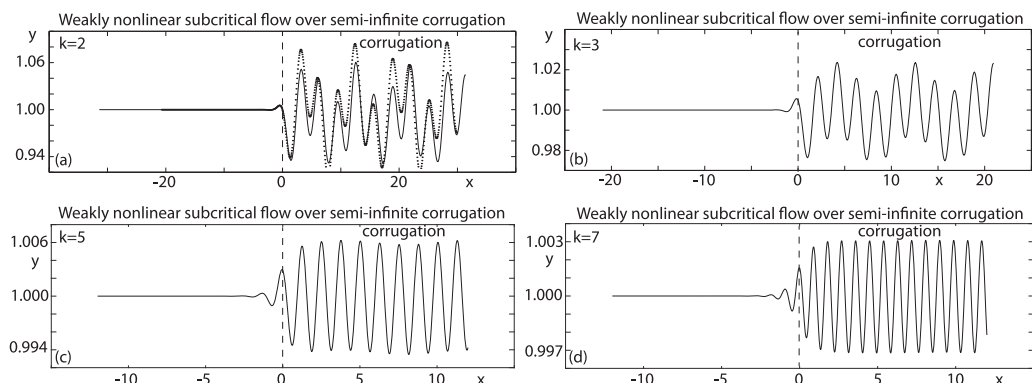 Weakly nonlinear subcritical flow over semi-infinite corrugation
y
k=2
corrugation
1.06
1.00
0.94
(a)
-20
0
20
x
Weakly nonlinear subcritical flow over semi-infinite corrugation
y
k=3
corrugation
1.02
1.00
0.98
(b)
-20
-10
0
10
x
20
Weakly nonlinear subcritical flow over semi-infinite corrugation
1.006
k=5
corrugation
y
1.000
0.994
(c)
-10
-5
0
5
10
x
Weakly nonlinear subcritical flow over semi-infinite corrugation
1.003
k=7
corrugation
y
1.000
0.997
(d)
-10
-5
0
5
10
x